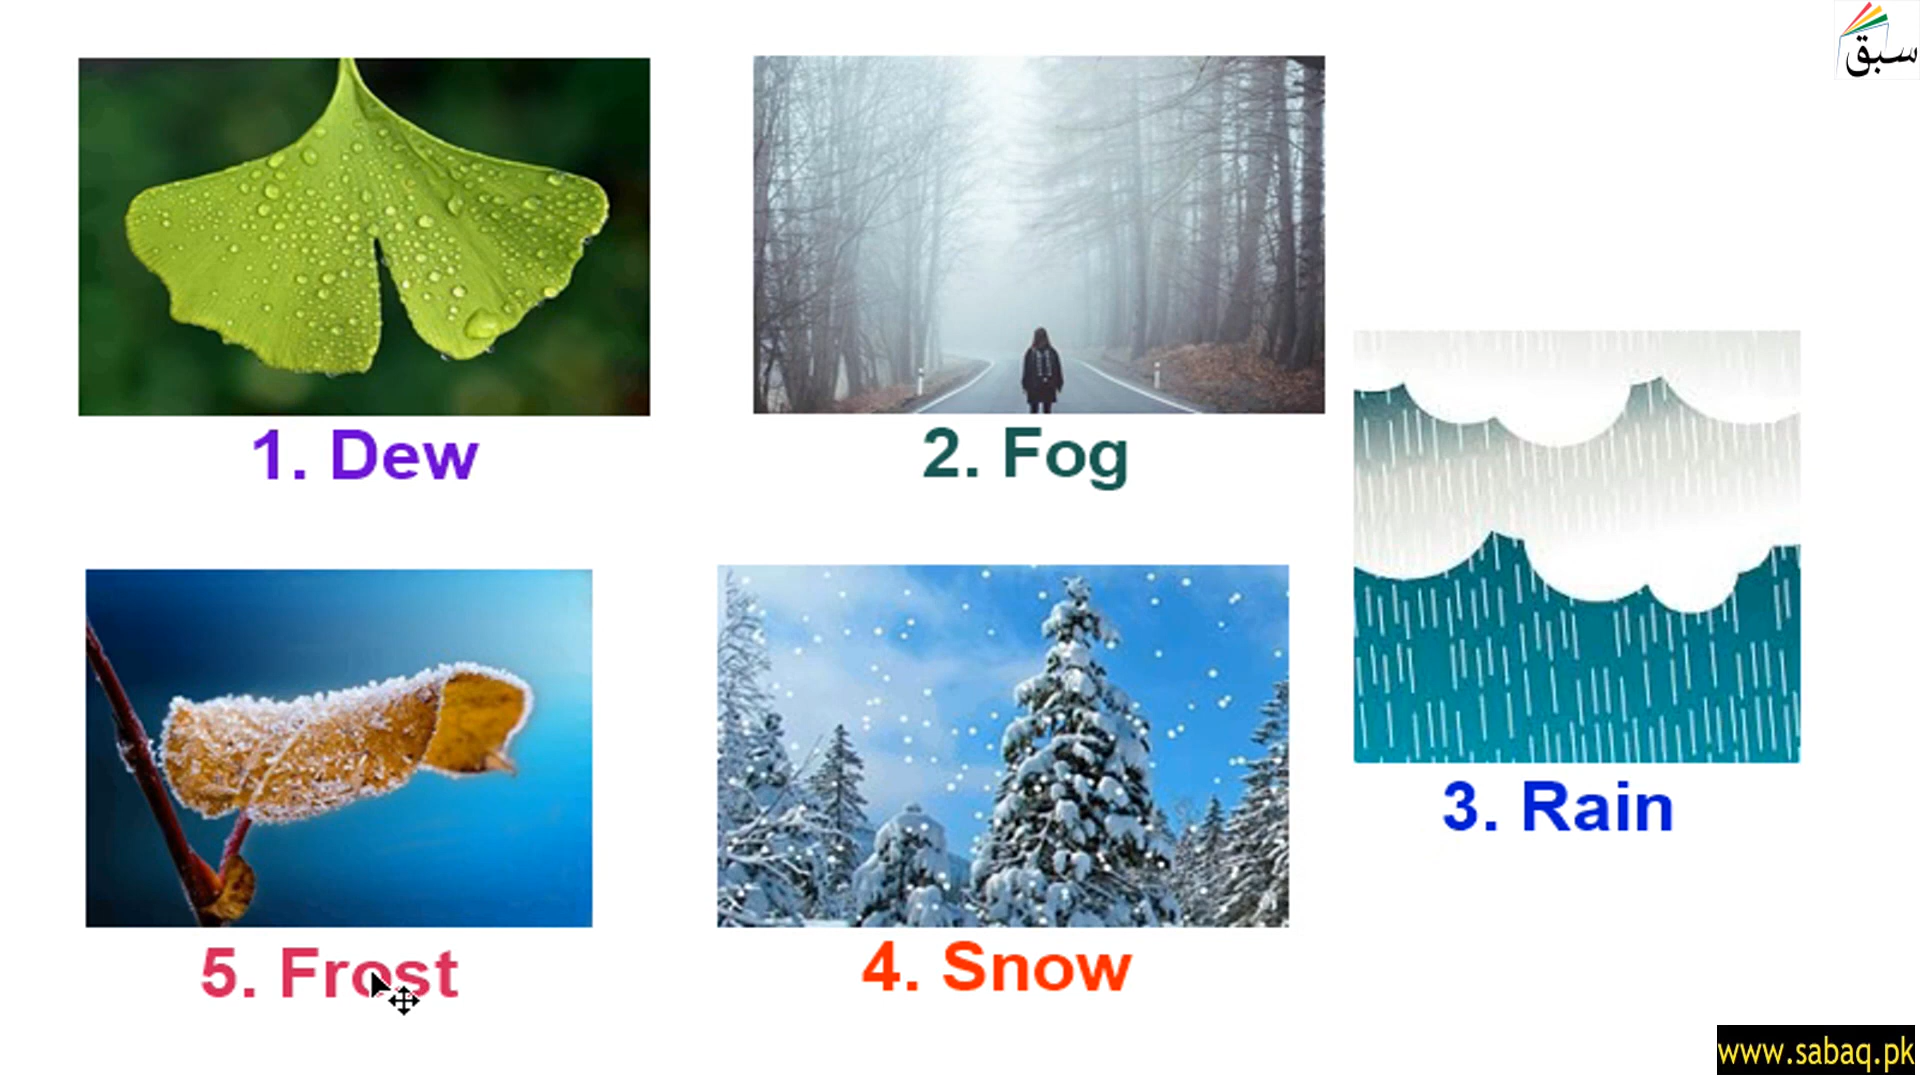 سبق
1. Dew
2. Fog
3. Rain
5. Frost
4. Snow
www.sabaq.pk